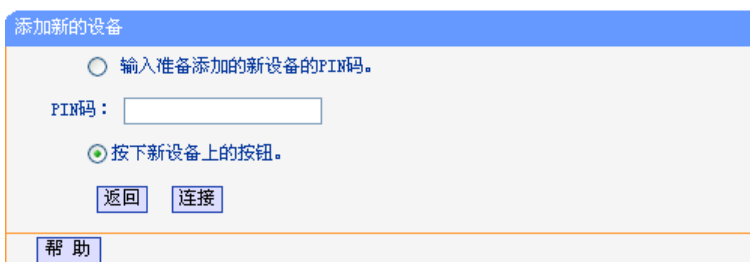 添加新的设备
输入准备添加的新设备的PIN码。
PIN码：
按下新设备上的按钮。
返回 连接
帮 助